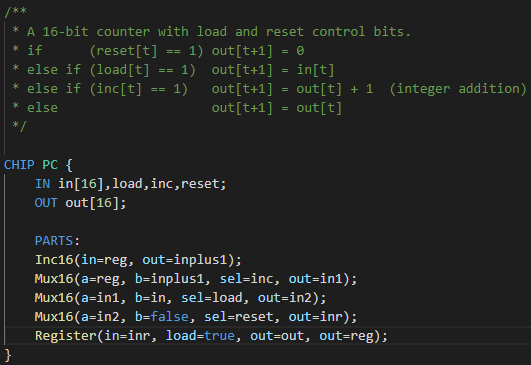 /**
 * A 16-bit counter with load and reset control bits.
 * if      (reset[t] == 1) out[t+1] = 0
 * else if (load[t] == 1)  out[t+1] = in[t]
 * else if (inc[t] == 1)   out[t+1] = out[t] + 1  (integer addition)
 * else                    out[t+1] = out[t]
 */
CHIP PC {
    IN in[16],load,inc,reset;
    OUT out[16];
    PARTS:
    Inc16(in=reg, out=inplus1);
    Mux16(a=reg, b=inplus1, sel=inc, out=in1);
    Mux16(a=in1, b=in, sel=load, out=in2);
    Mux16(a=in2, b=false, sel=reset, out=inr);
    Register(in=inr, load=true, out=out, out=reg);
}